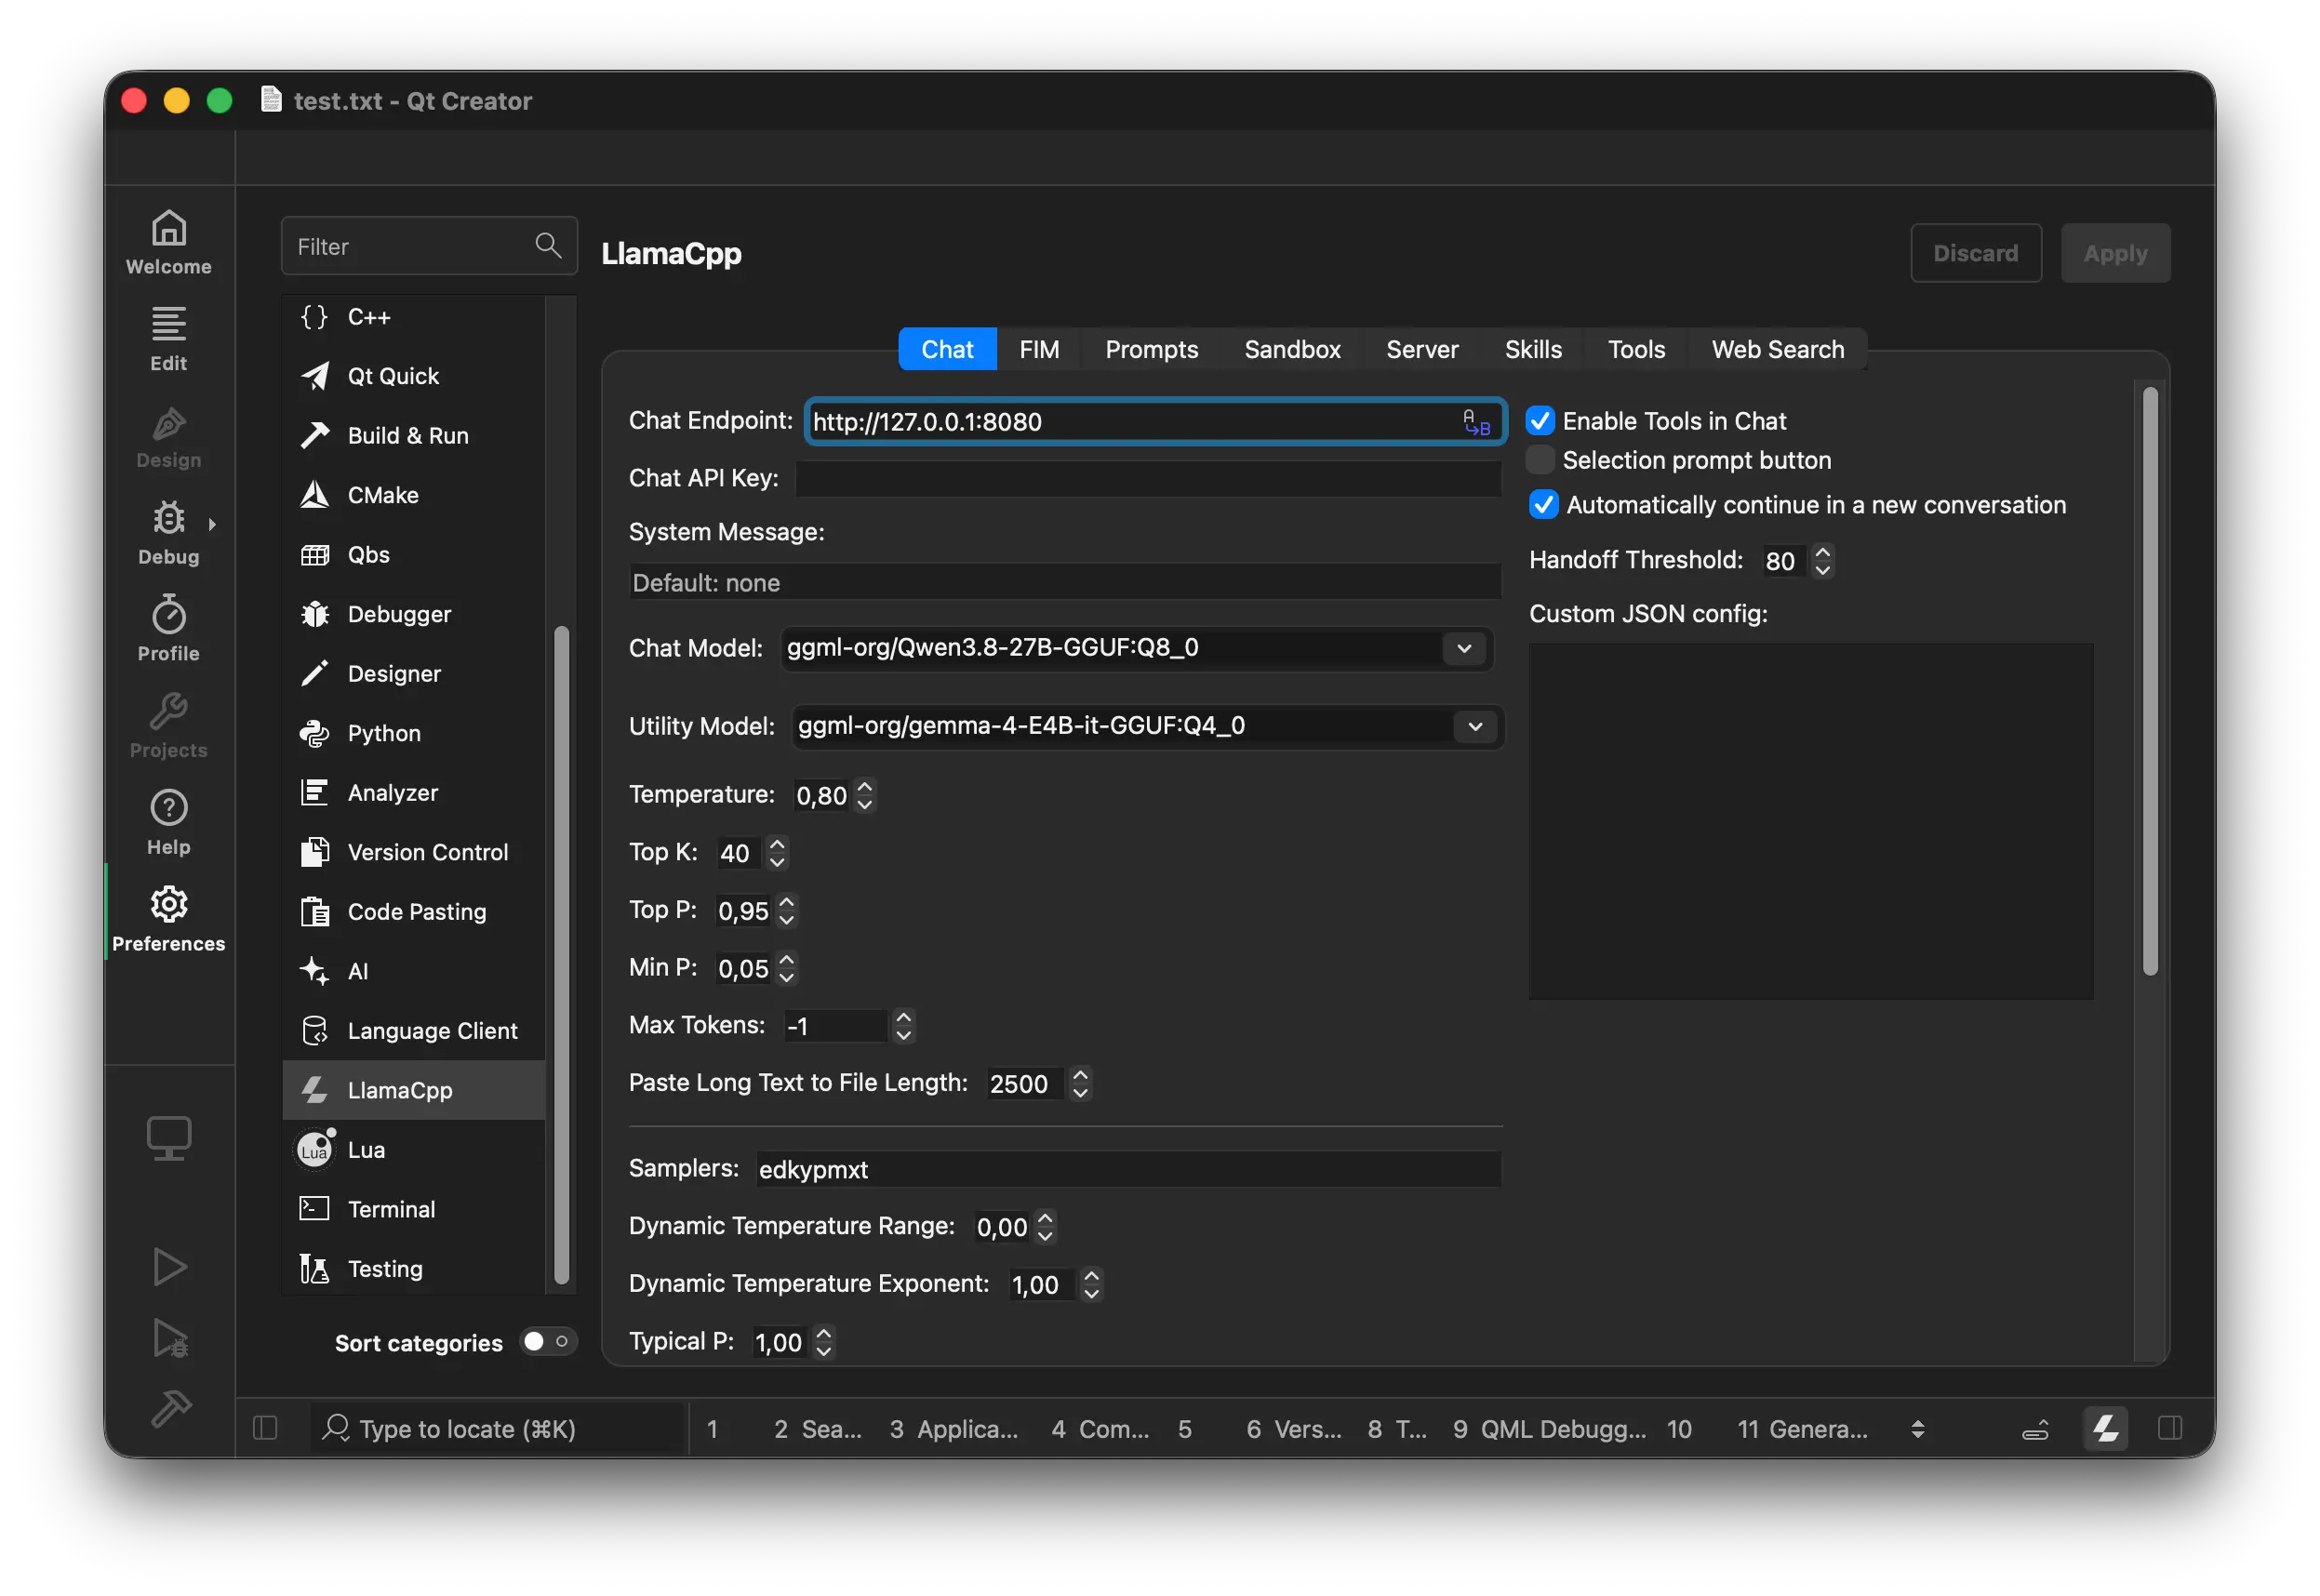 test.txt - Qt Creator
Welcome
Edit
Design
Debug
Profile
Projects
Help
Preferences
Filter
C++
Qt Quick
Build & Run
CMake
Qbs
Debugger
Designer
Python
Analyzer
Version Control
Code Pasting
AI
Language Client
LlamaCpp
Lua
Lua
Terminal
Testing
Sort categories
LlamaCpp
Discard
Apply
Chat
FIM
Prompts
Sandbox
Server
Skills
Tools
Web Search
Chat Endpoint: http://127.0.0.1:8080
Chat API Key:
System Message:
Default: none
Chat Model: ggml-org/Qwen3.8-27B-GGUF:Q8_0
Utility Model: ggml-org/gemma-4-E4B-it-GGUF:Q4_0
Temperature: 0,80
Top K: 40
Top P: 0,95
Min P: 0,05
Max Tokens: -1
Paste Long Text to File Length: 2500
Samplers: edkypmxt
Dynamic Temperature Range: 0,00
Dynamic Temperature Exponent: 1,00
Typical P: 1,00
Enable Tools in Chat
Selection prompt button
Automatically continue in a new conversation
Handoff Threshold: 80
Custom JSON config:
Type to locate (⌘K)
1
2 Sea...
3 Applica...
4 Com...
5
6 Vers...
8 T...
9 QML Debugg...
10
11 Genera...